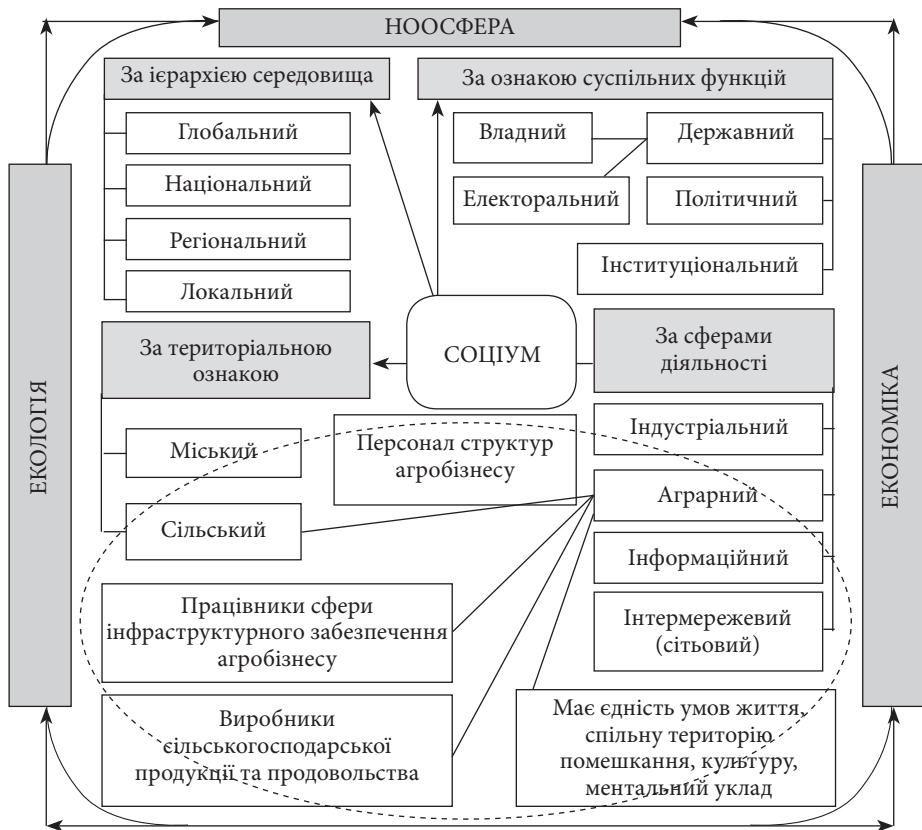 НООСФЕРА
За ієрархією середовища
Глобальний
Національний
Регіональний
Локальний
За ознакою суспільних функцій
Владний
Державний
Електоральний
Політичний
Інституціональний
ЕКОЛОГІЯ
ЕКОНОМІКА
СОЦІУМ
За територіальною
ознакою
Міський
Сільський
За сферами
діяльності
Індустріальний
Аграрний
Інформаційний
Інтермережевий
(сітьовий)
Персонал структур
агробізнесу
Працівники сфери
інфраструктурного забезпечення
агробізнесу
Виробники
сільськогосподарської
продукції та продовольства
Має єдність умов життя,
спільну територію
помешкання, культуру,
ментальний уклад